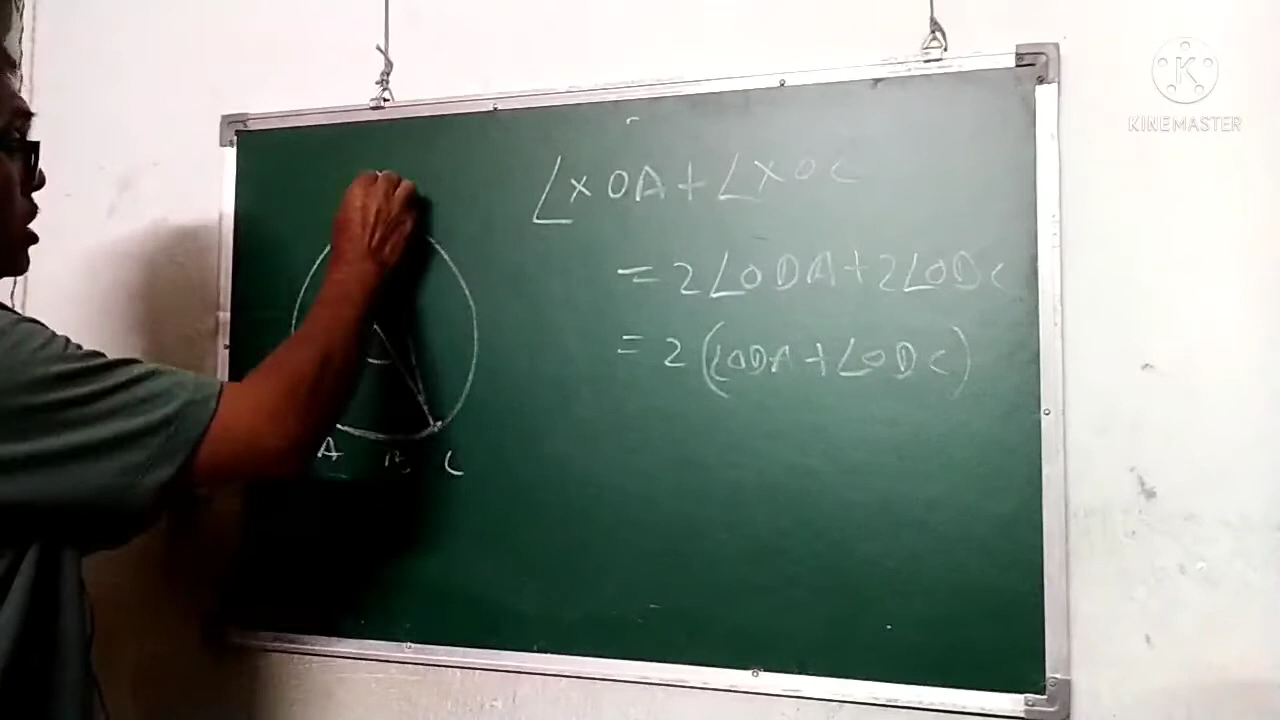 ∠XOA+∠XOC
=2∠ODA+2∠ODC
=2(∠ODA+∠ODC)
A B C
K
KINEMASTER